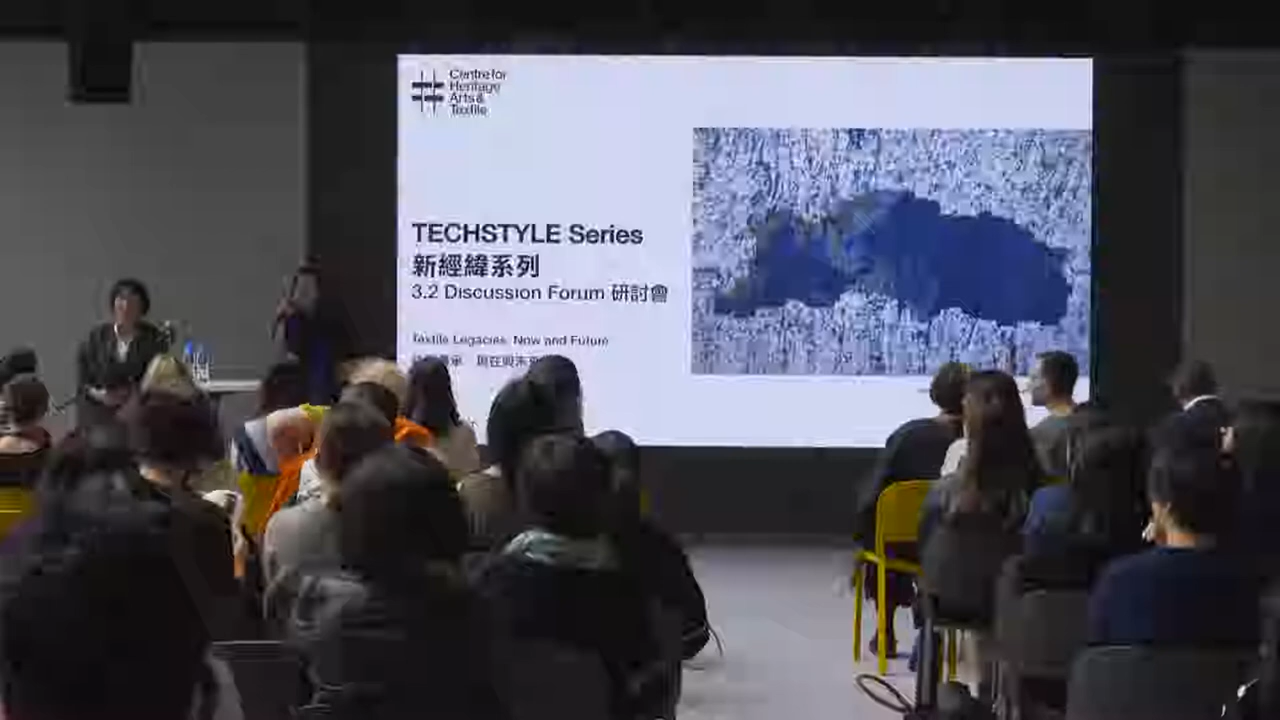 Centre for
Heritage
Arts &
Textile
TECHSTYLE Series
新經緯系列
3.2 Discussion Forum 研討會
Textile Legacies, Now and Future